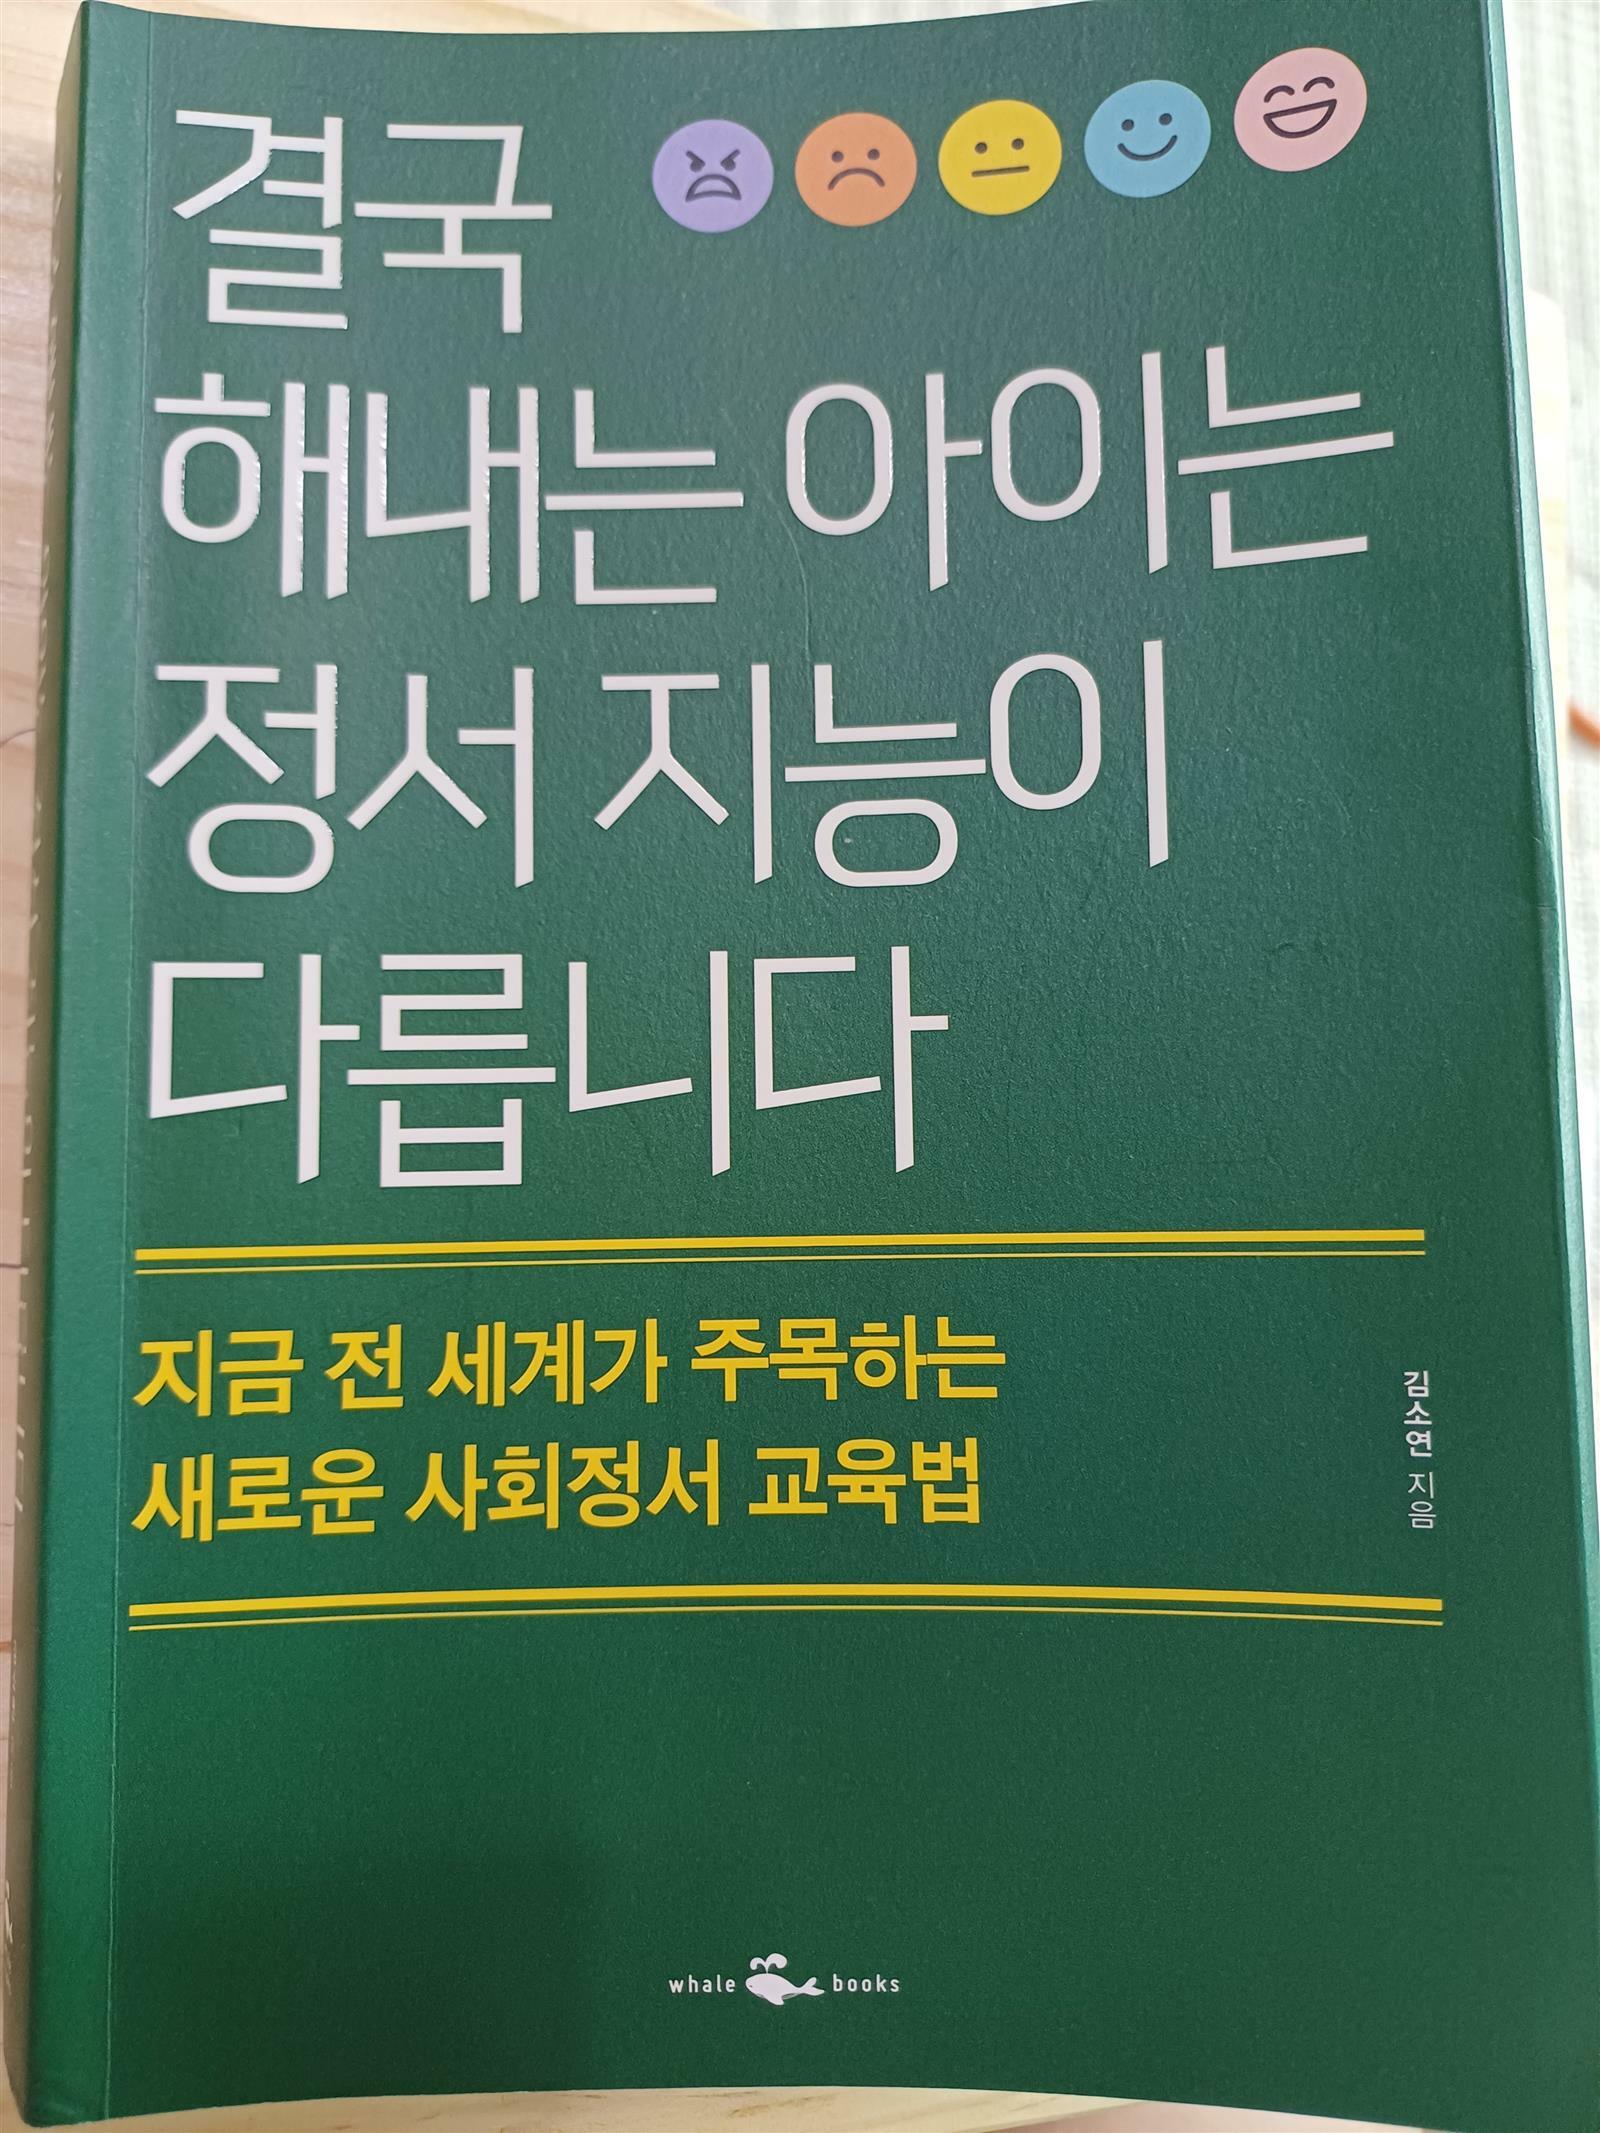 결국
해내는 아이는
정서 지능이
다릅니다
지금 전 세계가 주목하는
새로운 사회정서 교육법
김소연 지음
whale books